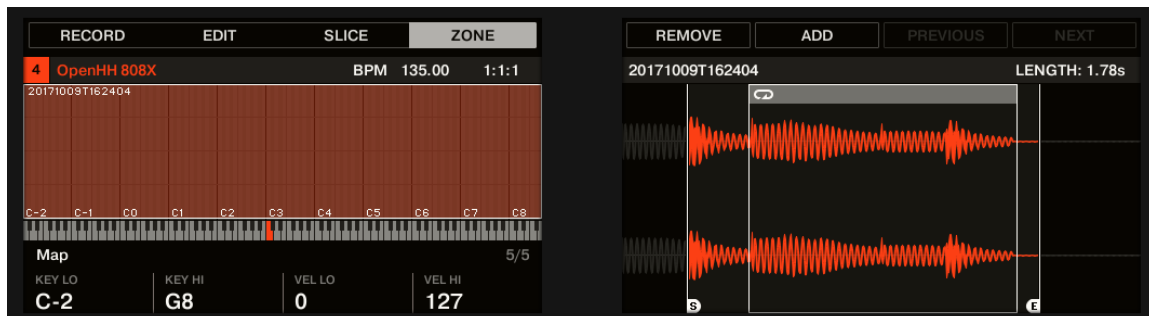 RECORD EDIT SLICE ZONE
4 OpenHH 808X BPM 135.00 1:1:1
20171009T162404
C-2 C-1 C0 C1 C2 C3 C4 C5 C6 C7 C8
Map 5/5
KEY LO KEY HI VEL LO VEL HI
C-2 G8 0 127
REMOVE ADD PREVIOUS NEXT
20171009T162404 LENGTH: 1.78s
S E